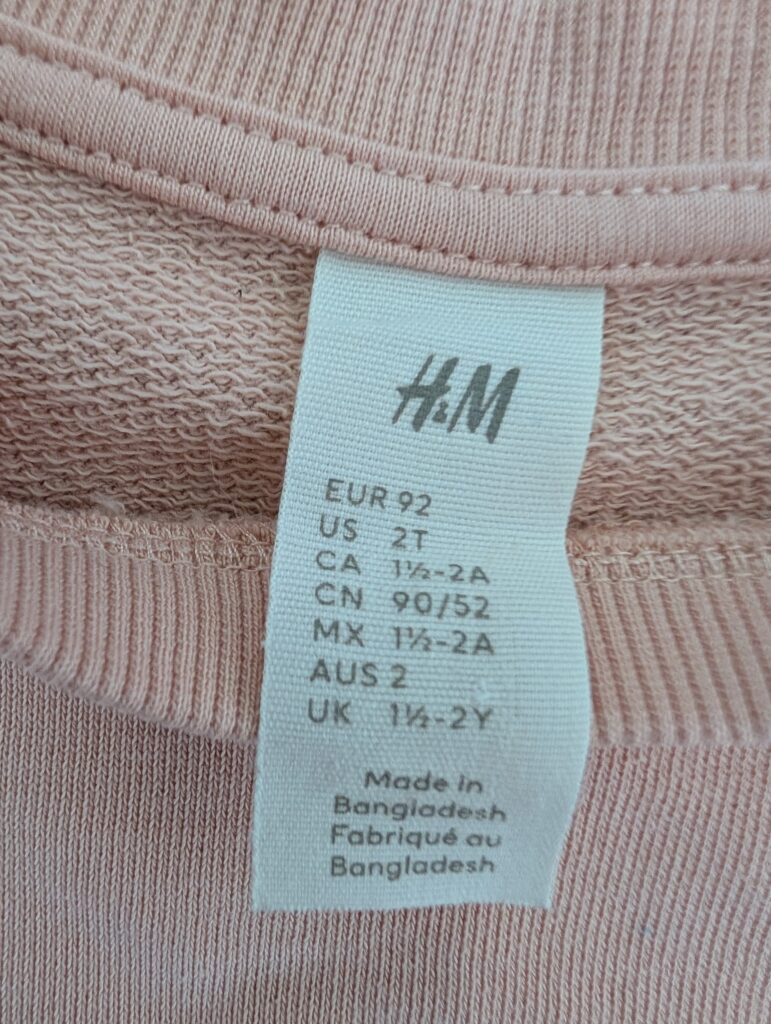 H&M
EUR 92
US 2T
CA 1½-2A
CN 90/52
MX 1½-2A
AUS 2
UK 1½-2Y
Made in
Bangladesh
Fabriqué au
Bangladesh